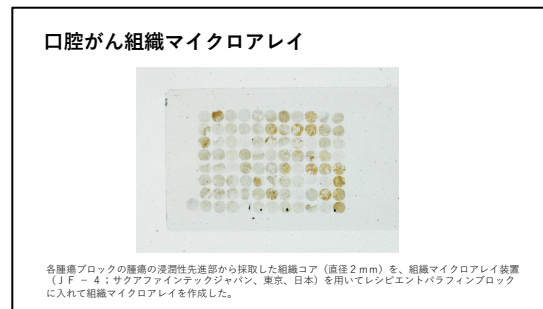 口腔がん組織マイクロアレイ
各腫瘍ブロックの腫瘍の浸潤性先進部から採取した組織コア（直径２ｍｍ）を、組織マイクロアレイ装置
（ＪＦ－４；サクアファインテックジャパン、東京、日本）を用いてレシピエントパラフィンブロック
に入れて組織マイクロアレイを作成した。